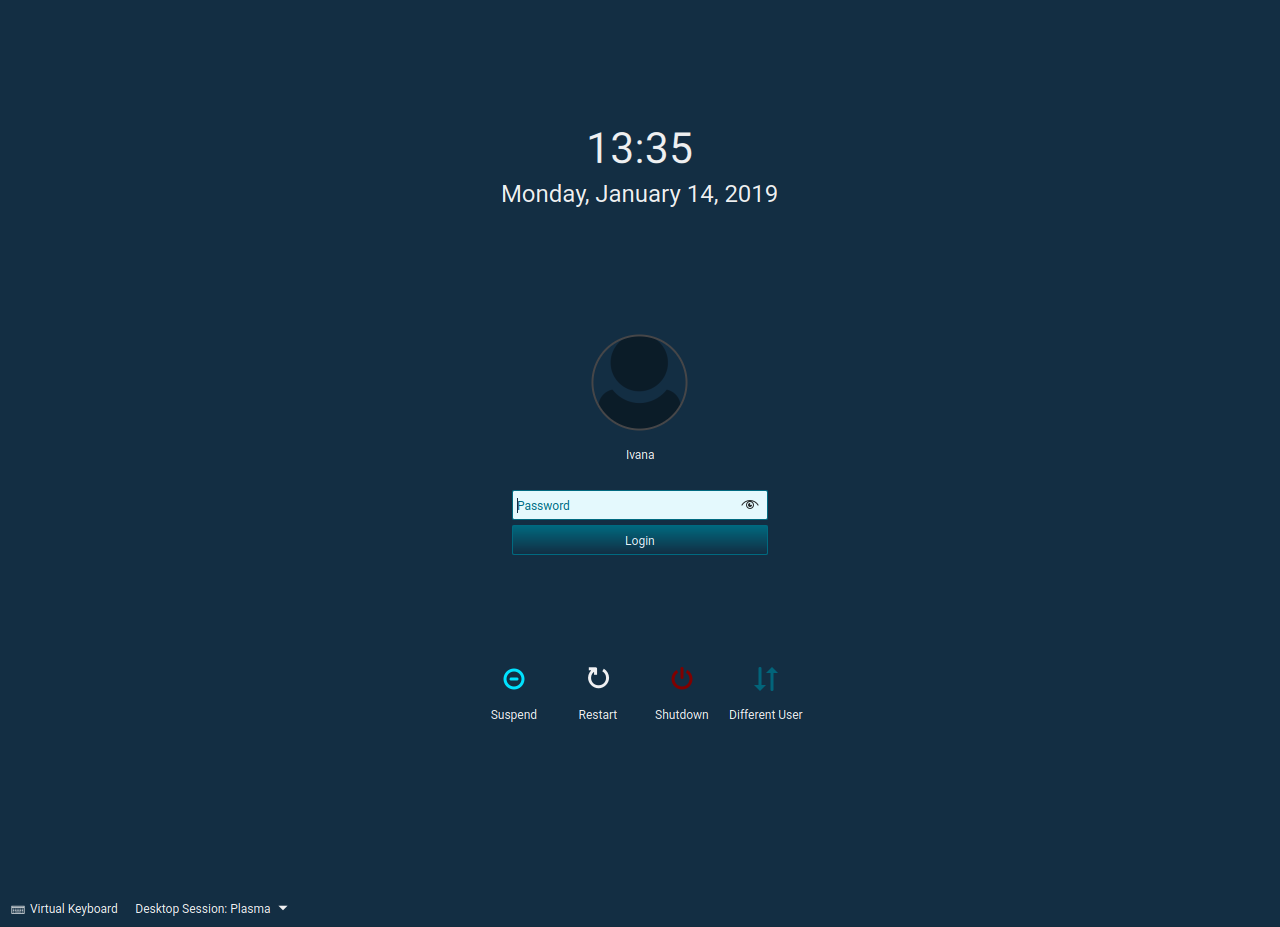 13:35
Monday, January 14, 2019
Ivana
Password
Login
Suspend Restart Shutdown Different User
Virtual Keyboard Desktop Session: Plasma